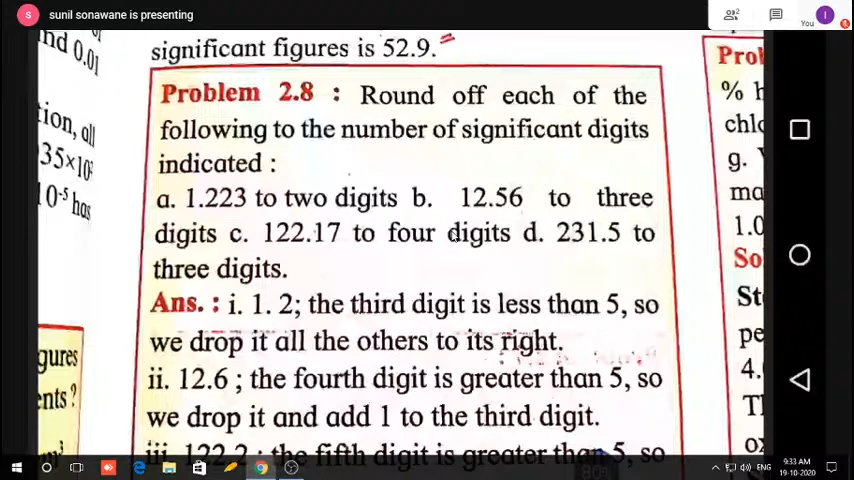 sunil sonawane is presenting
2
You
nd 0.01
tion, all
35×10²
10⁻⁵ has
gures
ents ?
significant figures is 52.9.
Problem 2.8 : Round off each of the
following to the number of significant digits
indicated :
a. 1.223 to two digits b. 12.56 to three
digits c. 122.17 to four digits d. 231.5 to
three digits.
Ans. : i. 1. 2; the third digit is less than 5, so
we drop it all the others to its right.
ii. 12.6 ; the fourth digit is greater than 5, so
we drop it and add 1 to the third digit.
iii. 122.2 ; the fifth digit is greater than 5, so
Prol
% h
chlo
g.
ma
1.0
So
St
pe
4.
T
ox
ENG
9:33 AM
19-10-2020